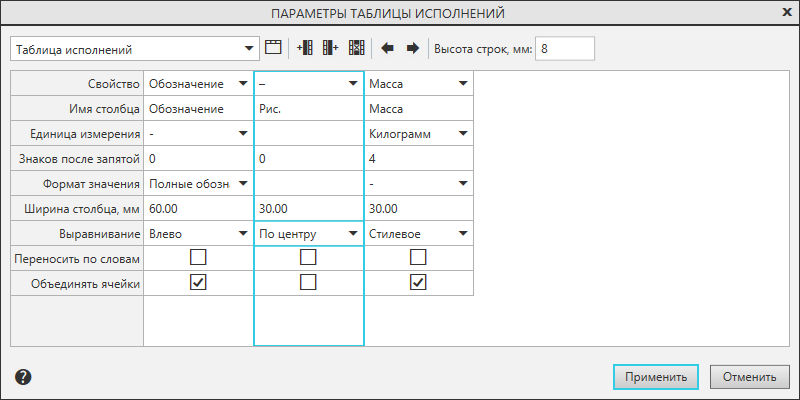 ПАРАМЕТРЫ ТАБЛИЦЫ ИСПОЛНЕНИЙ
Таблица исполнений Высота строк, мм: 8
Свойство Обозначение – Масса
Имя столбца Обозначение Рис. Масса
Единица измерения - Килограмм
Знаков после запятой 0 0 4
Формат значения Полные обозн -
Ширина столбца, мм 60.00 30.00 30.00
Выравнивание Влево По центру Стилевое
Переносить по словам
Объединять ячейки
Применить Отменить